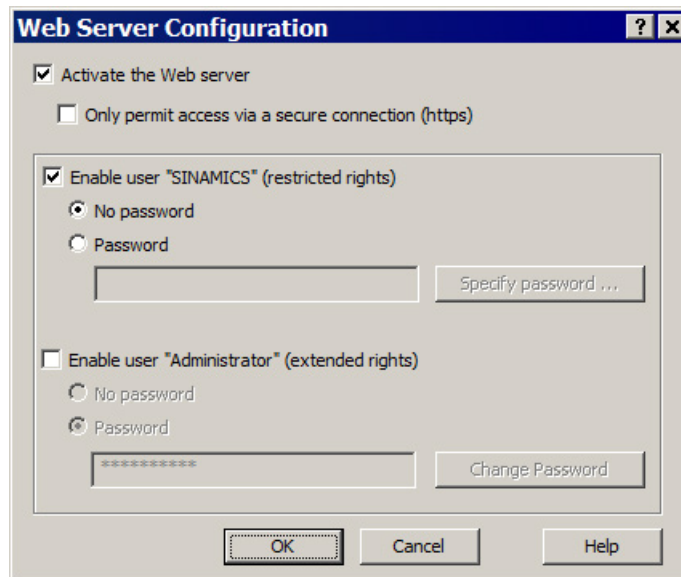 Web Server Configuration
Activate the Web server
Only permit access via a secure connection (https)
Enable user "SINAMICS" (restricted rights)
No password
Password
Specify password ...
Enable user "Administrator" (extended rights)
No password
Password
********** Change Password
OK Cancel Help